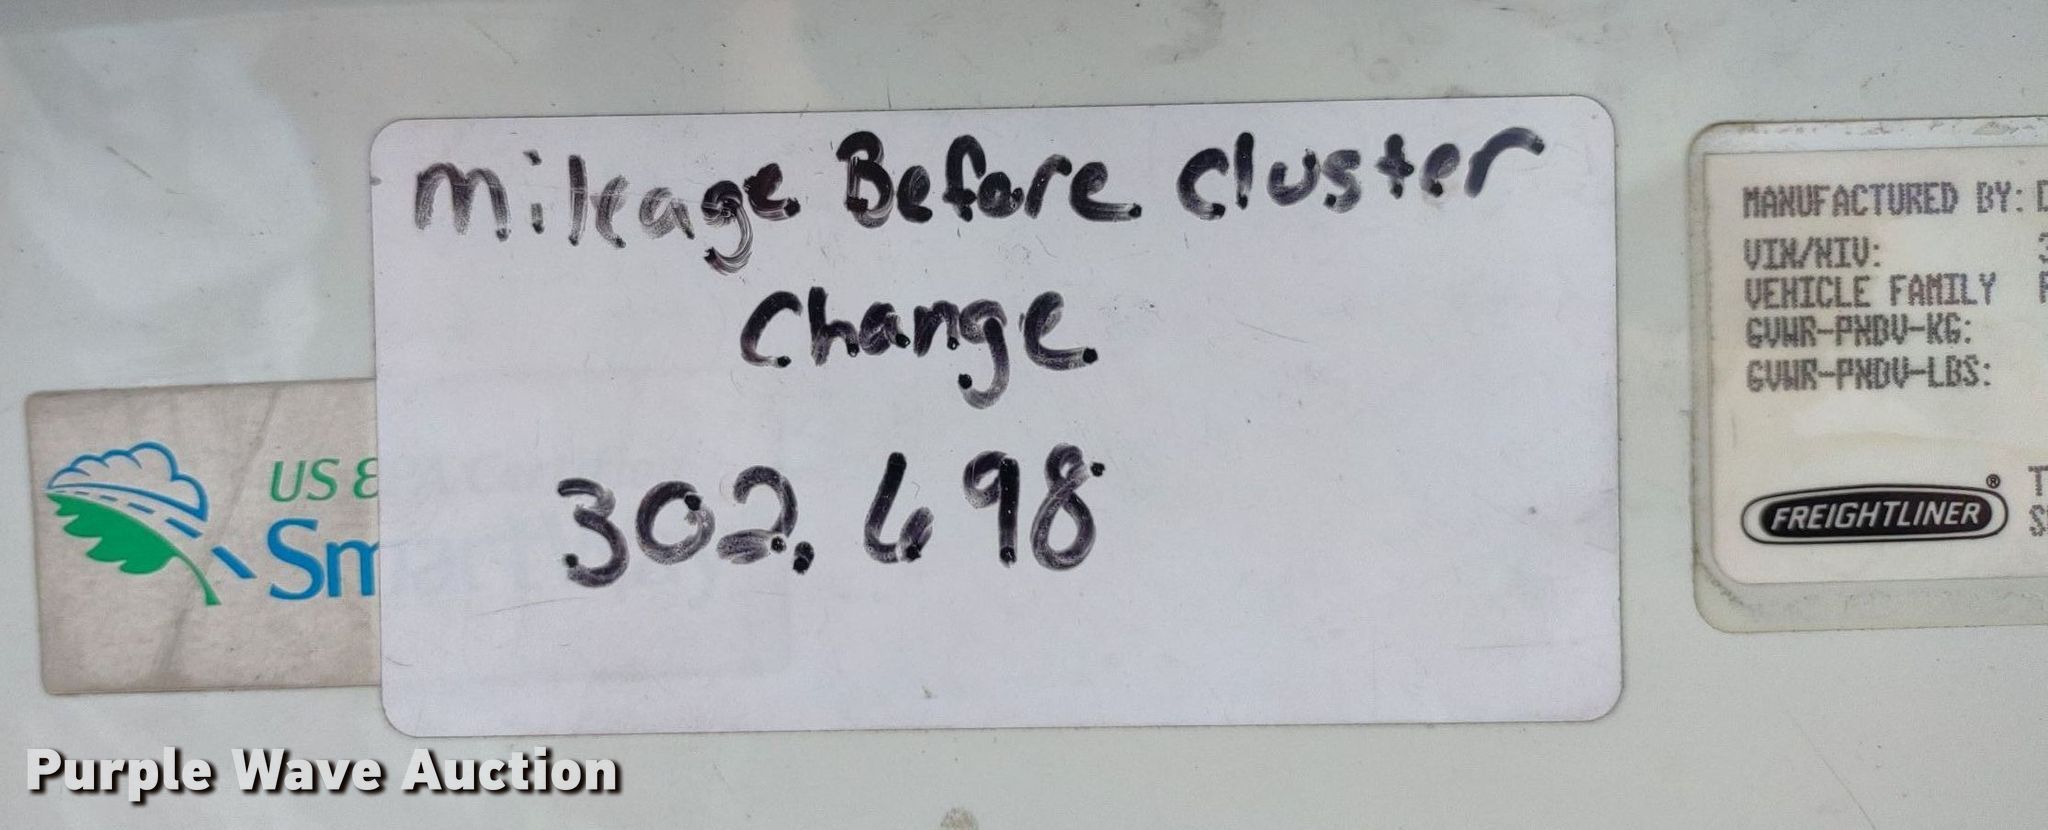 Mileage Before Cluster
Change
302,698
US E
Sm
MANUFACTURED BY:
VIN/NIV:
VEHICLE FAMILY
GVWR-PNBV-KG:
GVWR-PNBV-LBS:
FREIGHTLINER®
Purple Wave Auction